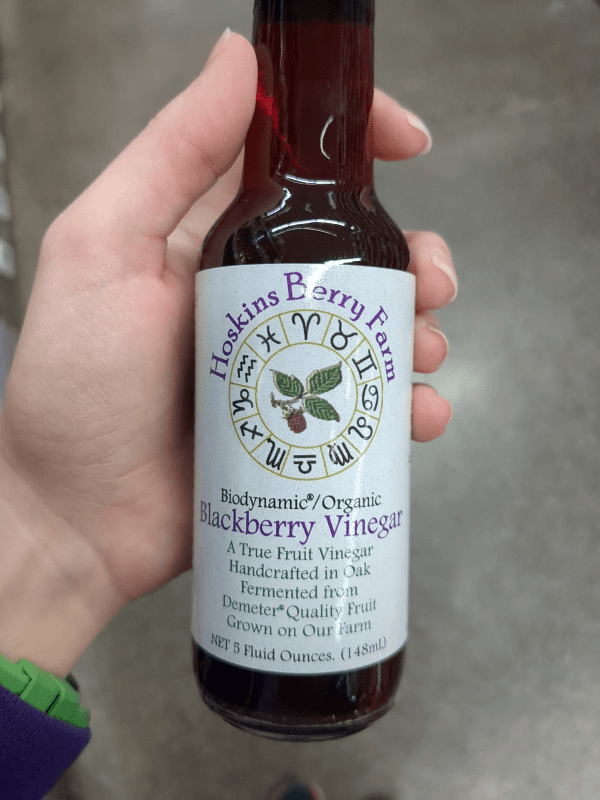 Hoskins Berry Farm
♈ ♉ ♊ ♋ ♌ ♍ ♎ ♏ ♐ ♑ ♒ ♓
Biodynamic®/Organic
Blackberry Vinegar
A True Fruit Vinegar
Handcrafted in Oak
Fermented from
Demeter® Quality Fruit
Grown on Our Farm
NET 5 Fluid Ounces. (148mL)